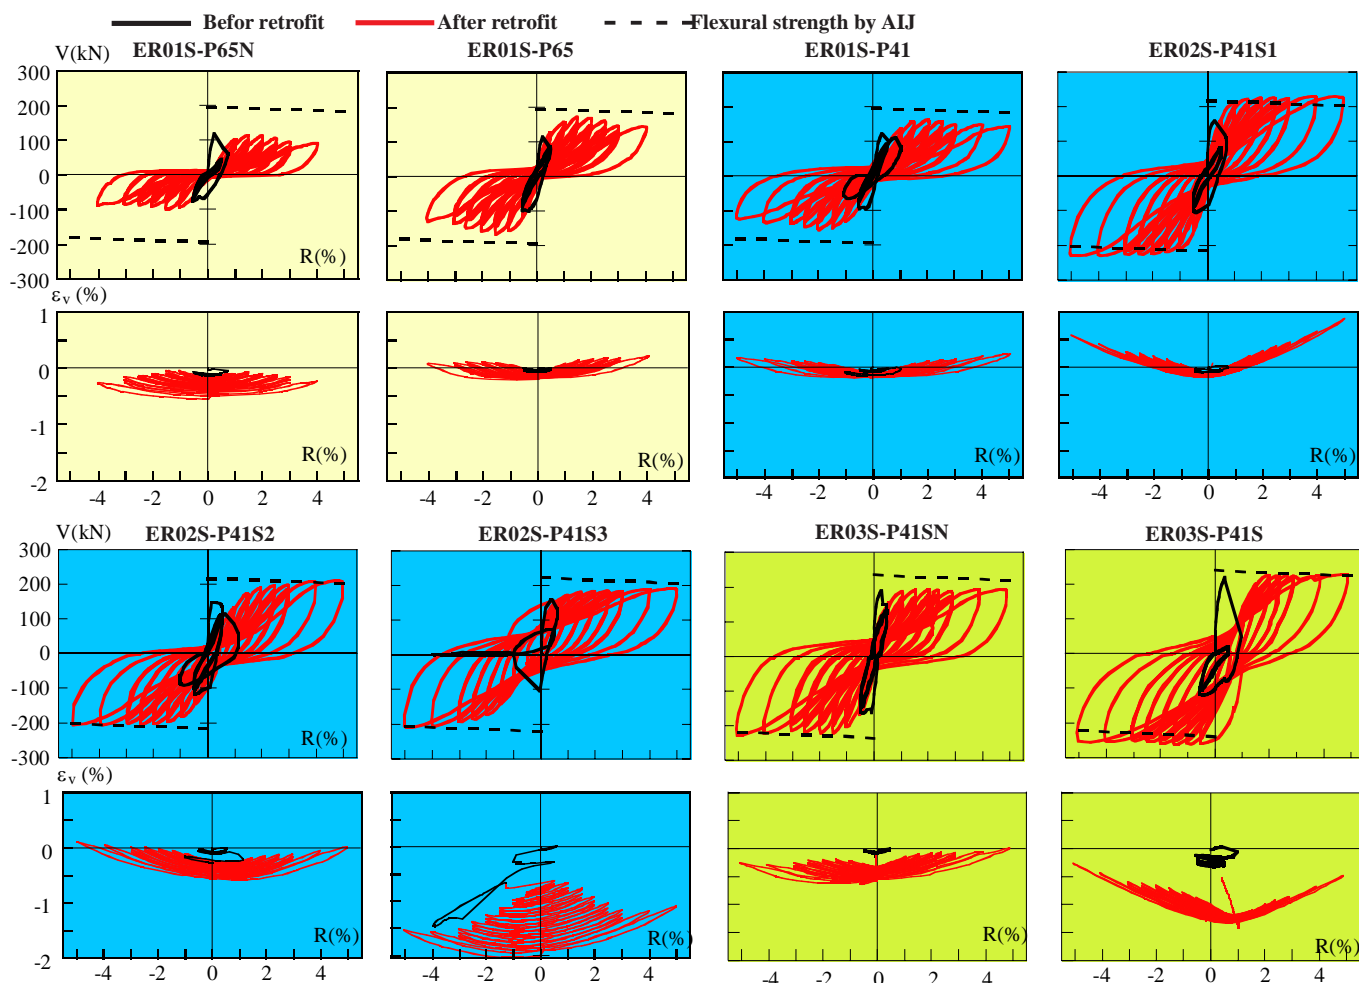 Befor retrofit After retrofit Flexural strength by AIJ
V(kN) ER01S-P65N ER01S-P65 ER01S-P41 ER02S-P41S1
300
200
100
0
-100
-200
-300
R(%)
εv (%)
1
0
-1
-2
R(%) R(%) R(%) R(%)
-4 -2 0 2 4 -4 -2 0 2 4 -4 -2 0 2 4 -4 -2 0 2 4
V(kN) ER02S-P41S2 ER02S-P41S3 ER03S-P41SN ER03S-P41S
300
200
100
0
-100
-200
-300
R(%)
εv (%)
1
0
-1
-2
R(%) R(%) R(%) R(%)
-4 -2 0 2 4 -4 -2 0 2 4 -4 -2 0 2 4 -4 -2 0 2 4